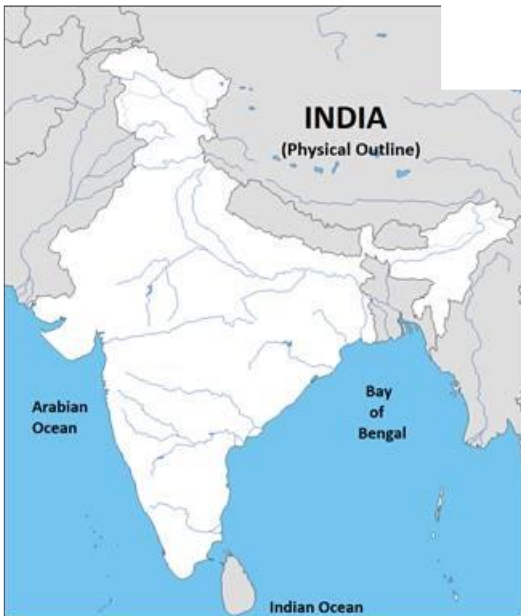 INDIA
(Physical Outline)
Arabian
Ocean
Bay
of
Bengal
Indian Ocean